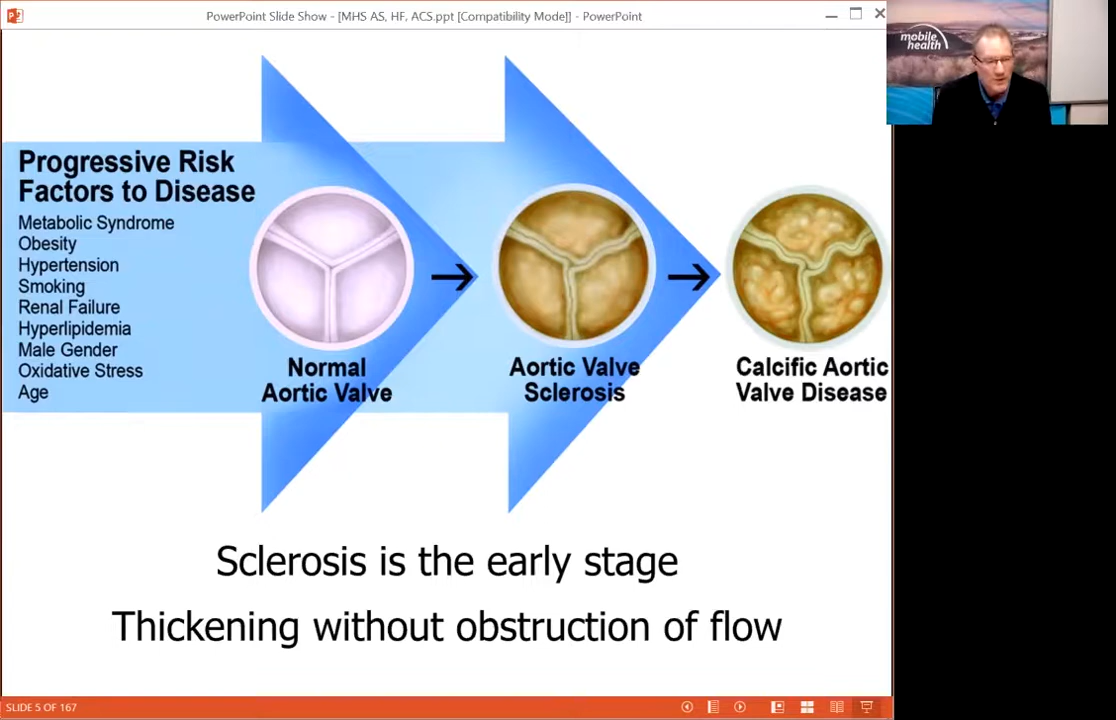 PowerPoint Slide Show - [MHS AS, HF, ACS.ppt [Compatibility Mode]] - PowerPoint
mobile
health
Progressive Risk
Factors to Disease
Metabolic Syndrome
Obesity
Hypertension
Smoking
Renal Failure
Hyperlipidemia
Male Gender
Oxidative Stress
Age
Normal
Aortic Valve
Aortic Valve
Sclerosis
Calcific Aortic
Valve Disease
Sclerosis is the early stage
Thickening without obstruction of flow
SLIDE 5 OF 167